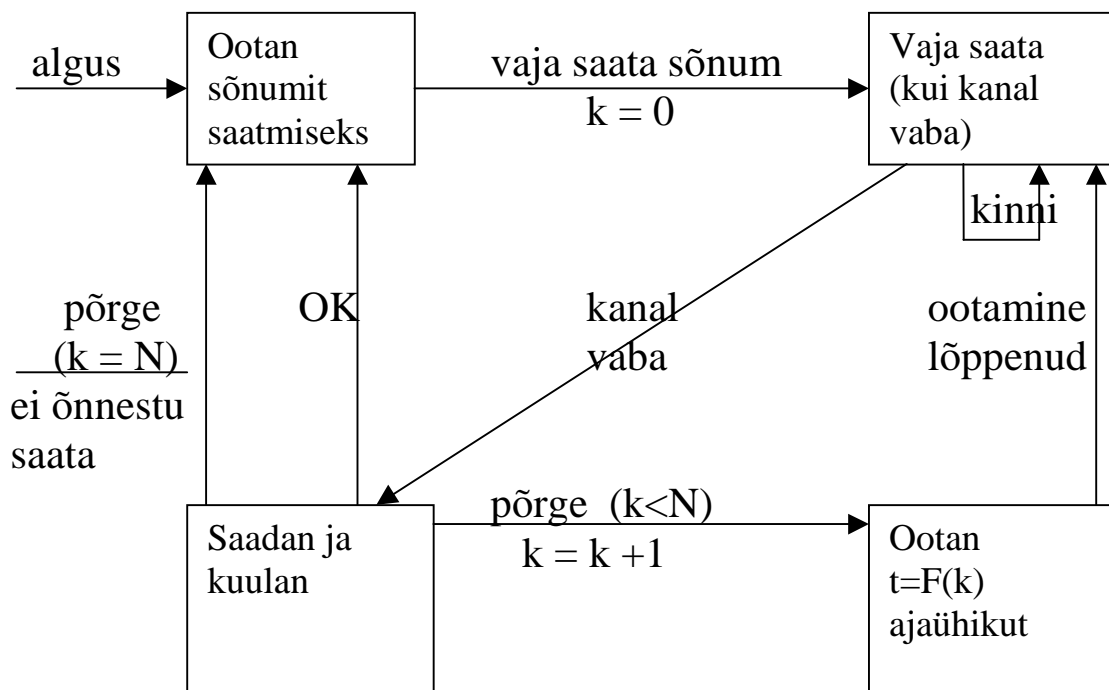 algus
Ootan
sõnumit
saatmiseks
vaja saata sõnum
k = 0
Vaja saata
(kui kanal
vaba)
kinni
põrge
(k = N)
ei õnnestu
saata
OK
kanal
vaba
ootamine
lõppenud
Saadan ja
kuulan
põrge (k<N)
k = k +1
Ootan
t=F(k)
ajaühikut